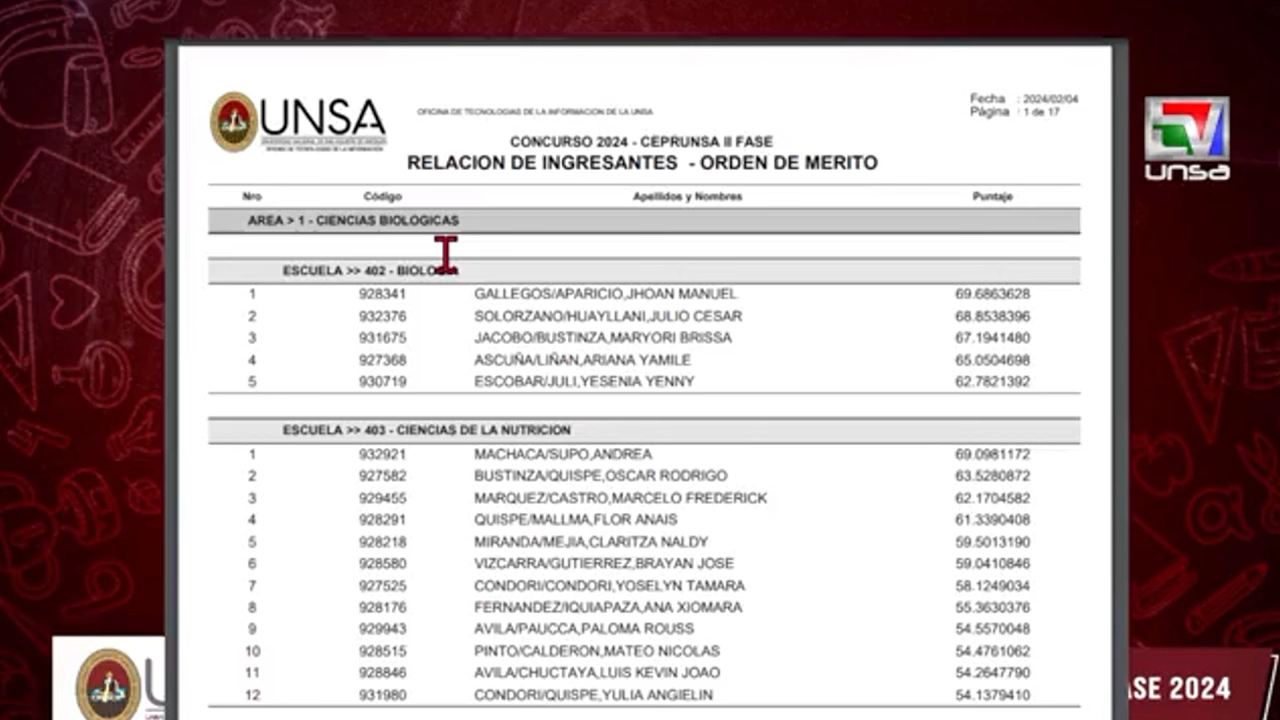 UNSA
OFICINA DE TECNOLOGIAS DE LA INFORMACION DE LA UNSA
Fecha : 2024/02/04
Página : 1 de 17
CONCURSO 2024 - CEPRUNSA II FASE
RELACION DE INGRESANTES - ORDEN DE MERITO
Nro Código Apellidos y Nombres Puntaje
AREA > 1 - CIENCIAS BIOLOGICAS
ESCUELA >> 402 - BIOLOGIA
1 928341 GALLEGOS/APARICIO,JHOAN MANUEL 69.6863628
2 932376 SOLORZANO/HUAYLLANI,JULIO CESAR 68.8538396
3 931675 JACOBO/BUSTINZA,MARYORI BRISSA 67.1941480
4 927368 ASCUÑA/LIÑAN,ARIANA YAMILE 65.0504698
5 930719 ESCOBAR/JULI,YESENIA YENNY 62.7821392
ESCUELA >> 403 - CIENCIAS DE LA NUTRICION
1 932921 MACHACA/SUPO,ANDREA 69.0981172
2 927582 BUSTINZA/QUISPE,OSCAR RODRIGO 63.5280872
3 929455 MARQUEZ/CASTRO,MARCELO FREDERICK 62.1704582
4 928291 QUISPE/MALLMA,FLOR ANAIS 61.3390408
5 928218 MIRANDA/MEJIA,CLARITZA NALDY 59.5013190
6 928580 VIZCARRA/GUTIERREZ,BRAYAN JOSE 59.0410846
7 927525 CONDORI/CONDORI,YOSELYN TAMARA 58.1249034
8 928176 FERNANDEZ/IQUIAPAZA,ANA XIOMARA 55.3630376
9 929943 AVILA/PAUCCA,PALOMA ROUSS 54.5570048
10 928515 PINTO/CALDERON,MATEO NICOLAS 54.4761062
11 928846 AVILA/CHUCTAYA,LUIS KEVIN JOAO 54.2647790
12 931980 CONDORI/QUISPE,YULIA ANGIELIN 54.1379410
TV
unsa
ASE 2024